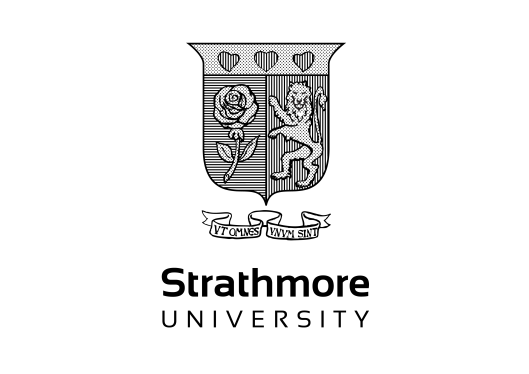 VT OMNES VNVM SINT
Strathmore
UNIVERSITY